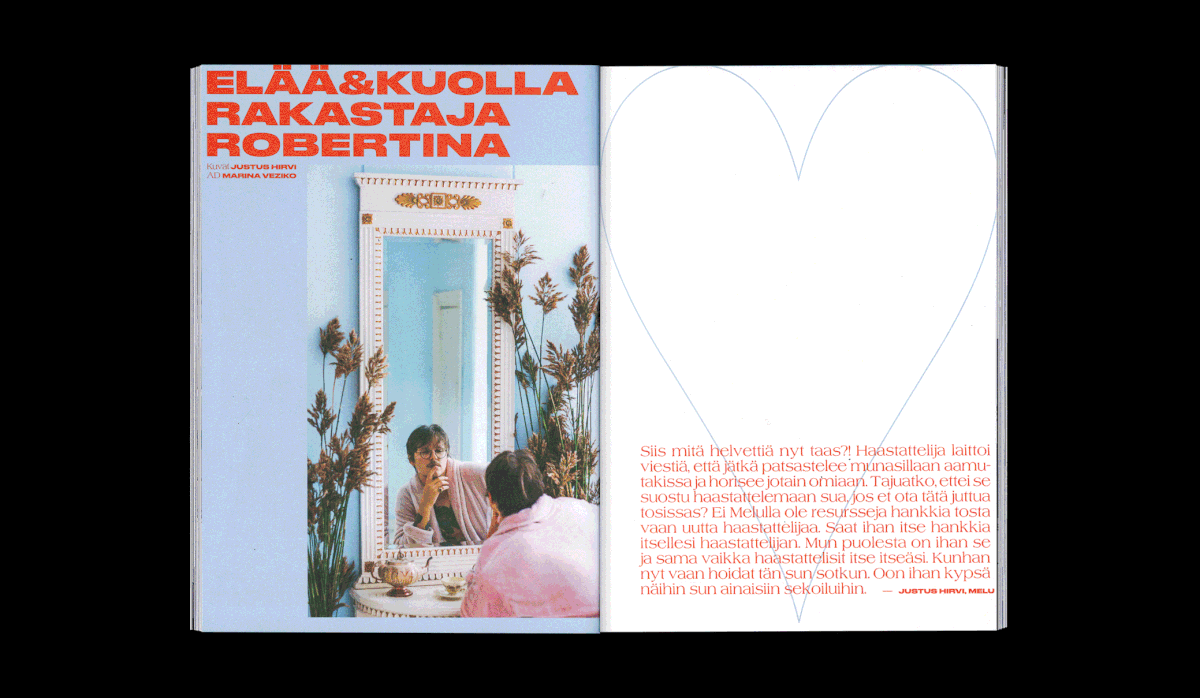 ELÄÄ&KUOLLA
RAKASTAJA
ROBERTINA
Kuvat JUSTUS HIRVI
AD MARINA VEZIKO
Siis mitä helvettiä nyt taas?! Haastattelija laittoi
viestiä, että jätkä patsastelee munasillaan aamu-
takissa ja horisee jotain omiaan. Tajuatko, ettei se
suostu haastattelemaan sua, jos et ota tätä juttua
tosissas? Ei Melulla ole resursseja hankkia tosta
vaan uutta haastattelijaa. Saat ihan itse hankkia
itsellesi haastattelijan. Mun puolesta on ihan se
ja sama vaikka haastattelisit itse itseäsi. Kunhan
nyt vaan hoidat tän sun sotkun. Oon ihan kypsä
näihin sun ainaisiin sekoiluihin. — JUSTUS HIRVI, MELU